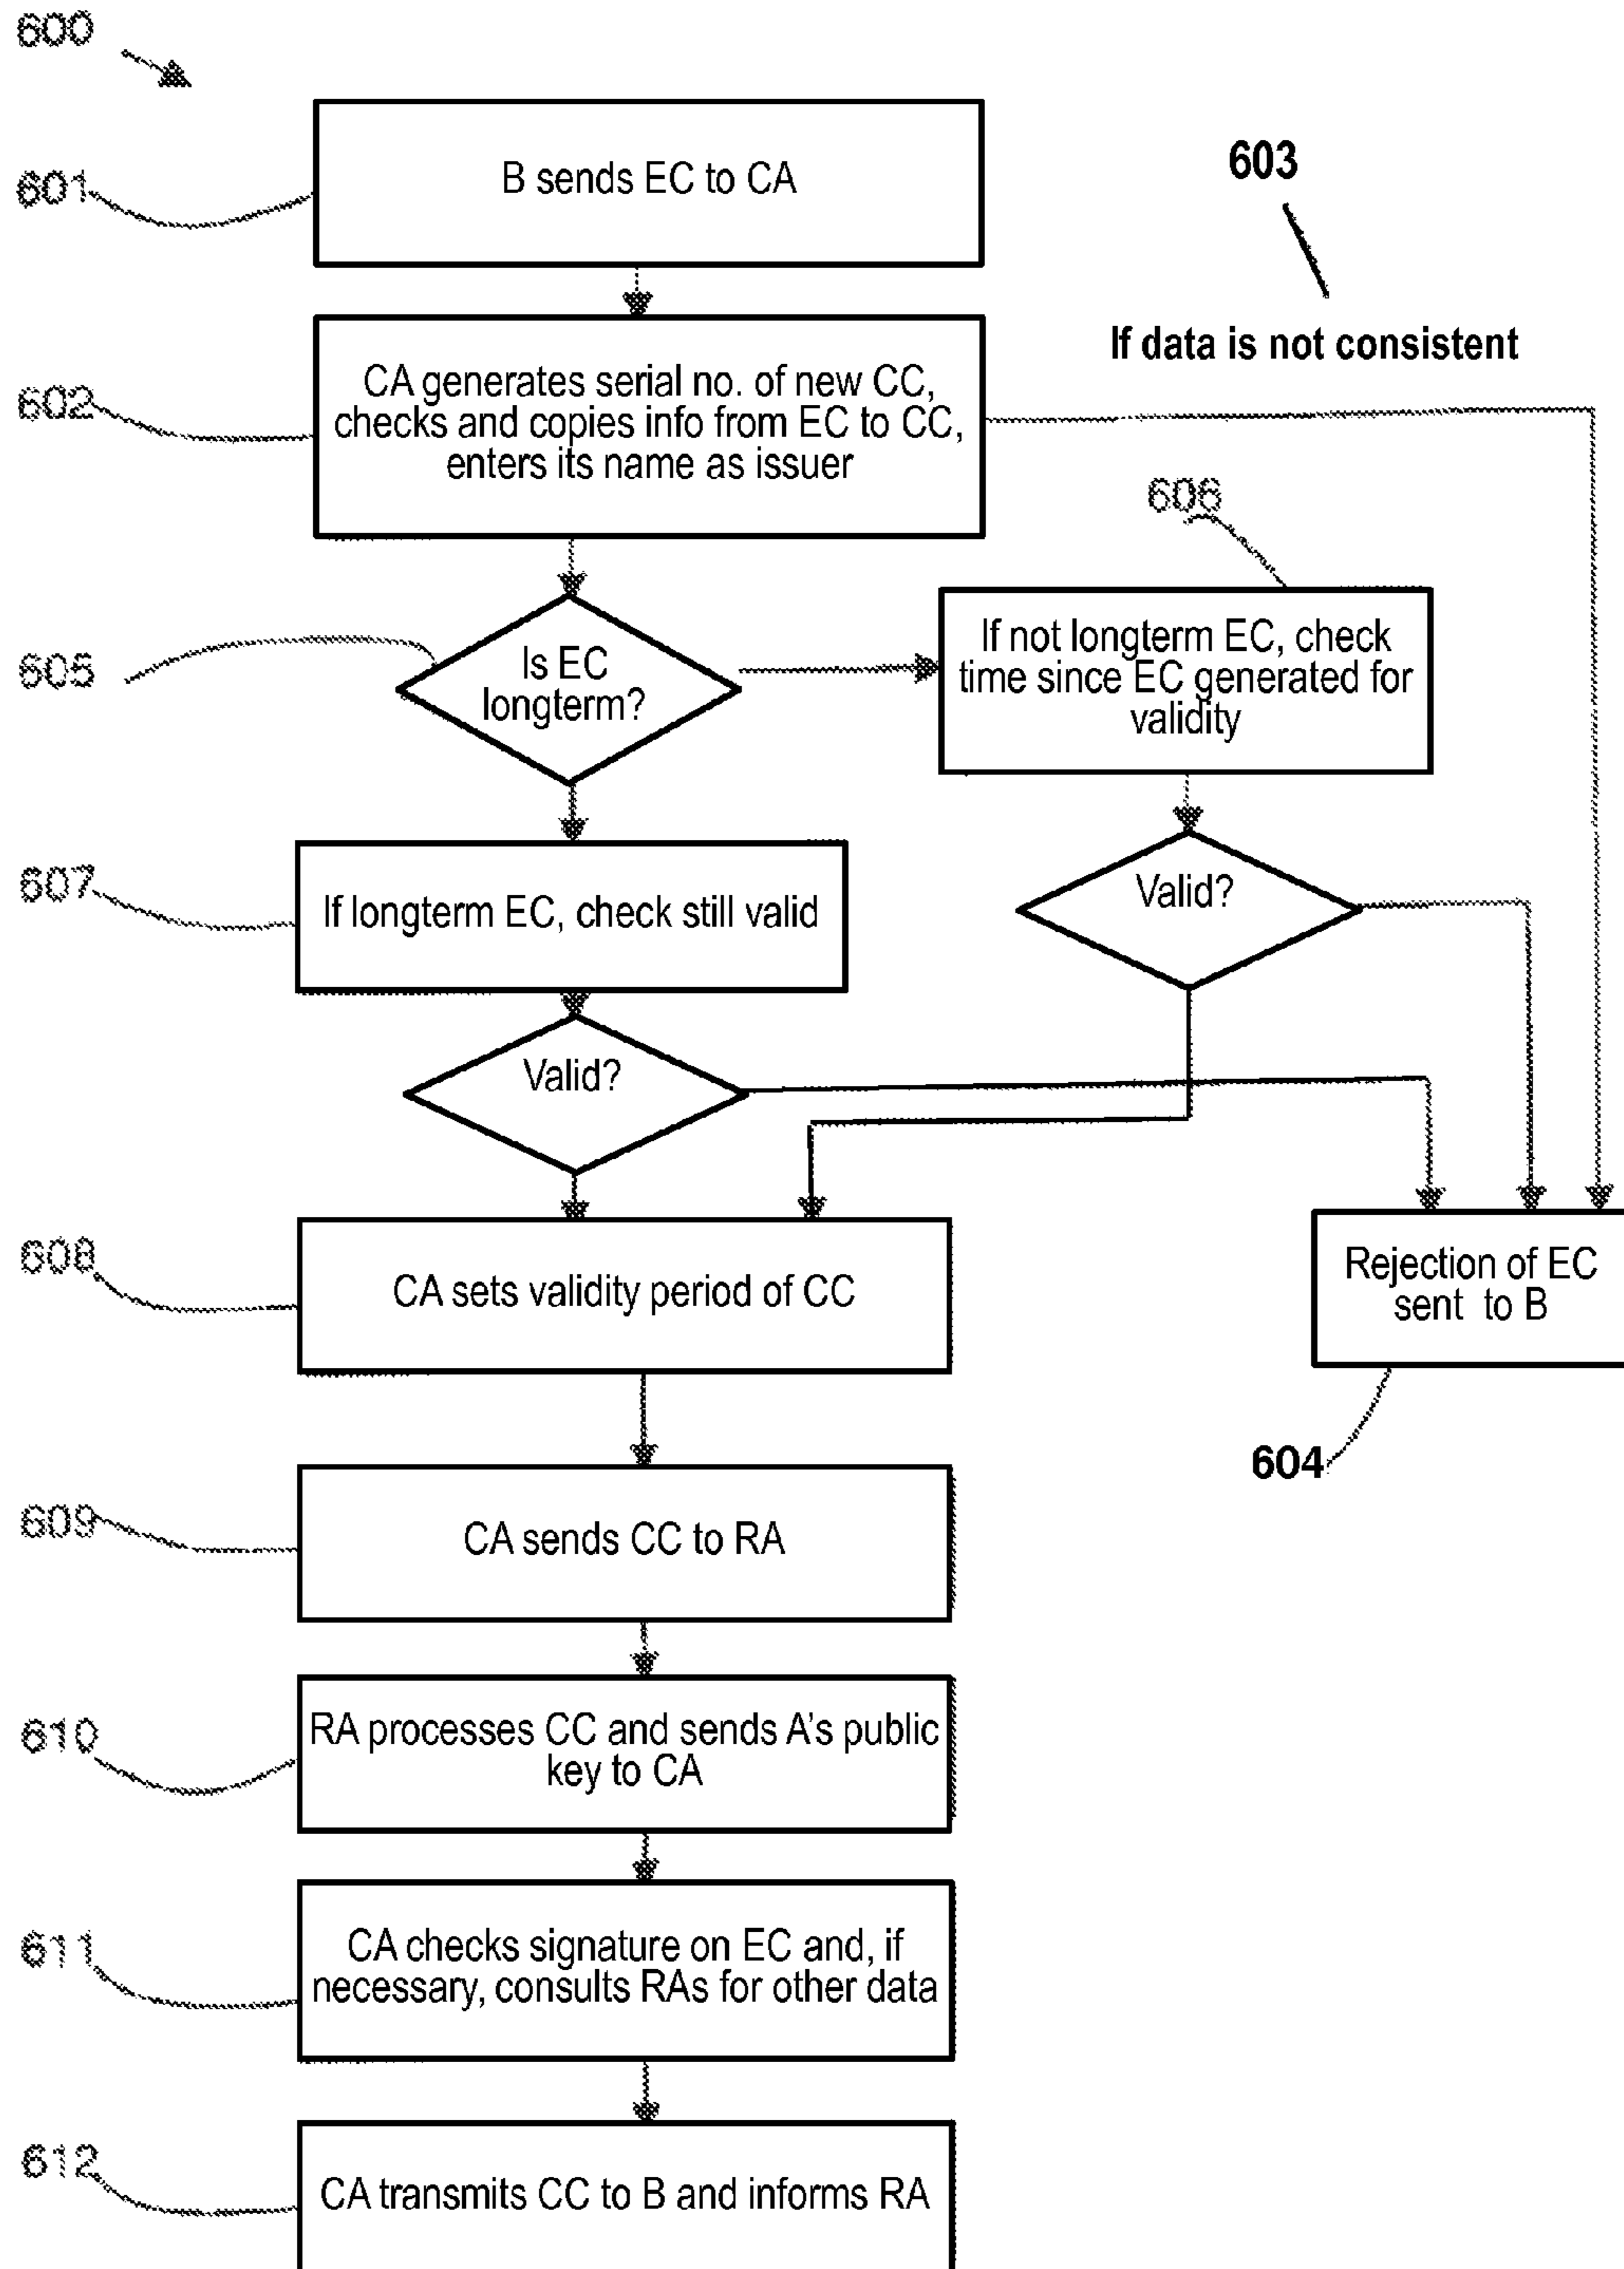 600
601
B sends EC to CA
603
If data is not consistent
602
CA generates serial no. of new CC,
checks and copies info from EC to CC,
enters its name as issuer
606
605
Is EC
longterm?
If not longterm EC, check
time since EC generated for
validity
607
If longterm EC, check still valid
Valid?
Valid?
608
CA sets validity period of CC
Rejection of EC
sent to B
604
609
CA sends CC to RA
610
RA processes CC and sends A's public
key to CA
611
CA checks signature on EC and, if
necessary, consults RAs for other data
612
CA transmits CC to B and informs RA